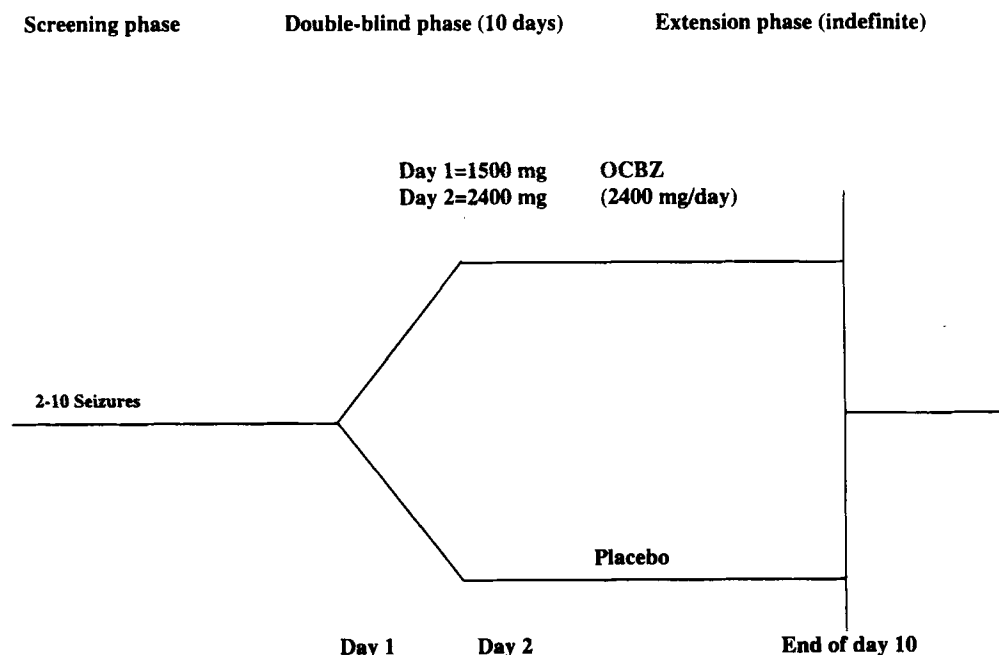 Screening phase Double-blind phase (10 days) Extension phase (indefinite)
Day 1=1500 mg OCBZ
Day 2=2400 mg (2400 mg/day)
2-10 Seizures
Placebo
Day 1 Day 2 End of day 10